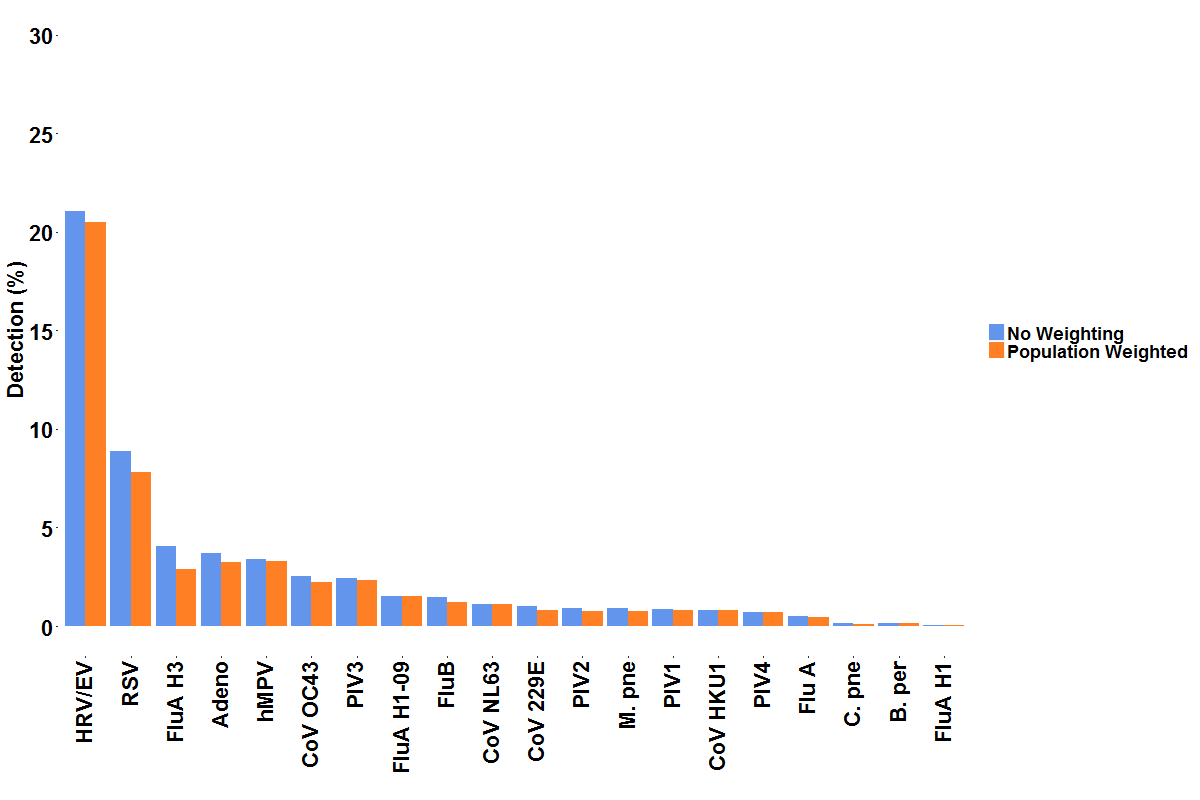 30
25
20
15
10
5
0
Detection (%)
HRV/EV
RSV
FluA H3
Adeno
hMPV
CoV OC43
PIV3
FluA H1-09
FluB
CoV NL63
CoV 229E
PIV2
M. pne
PIV1
CoV HKU1
PIV4
Flu A
C. pne
B. per
FluA H1
No Weighting
Population Weighted